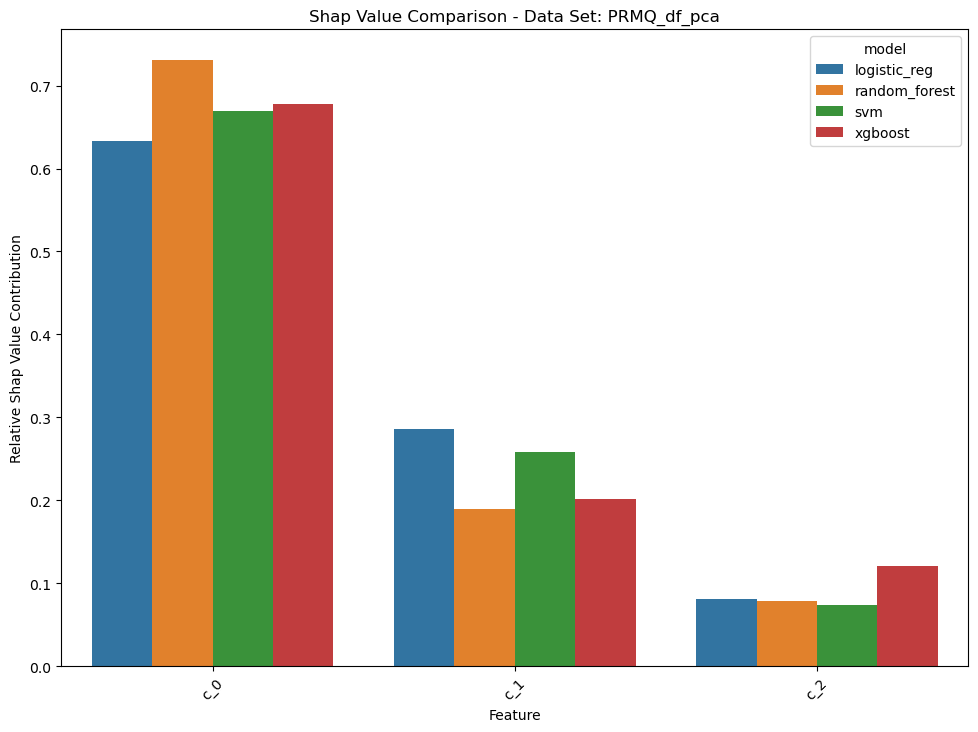 Shap Value Comparison - Data Set: PRMQ_df_pca
model
logistic_reg
random_forest
svm
xgboost
Relative Shap Value Contribution
0.7
0.6
0.5
0.4
0.3
0.2
0.1
0.0
c_0
c_1
c_2
Feature